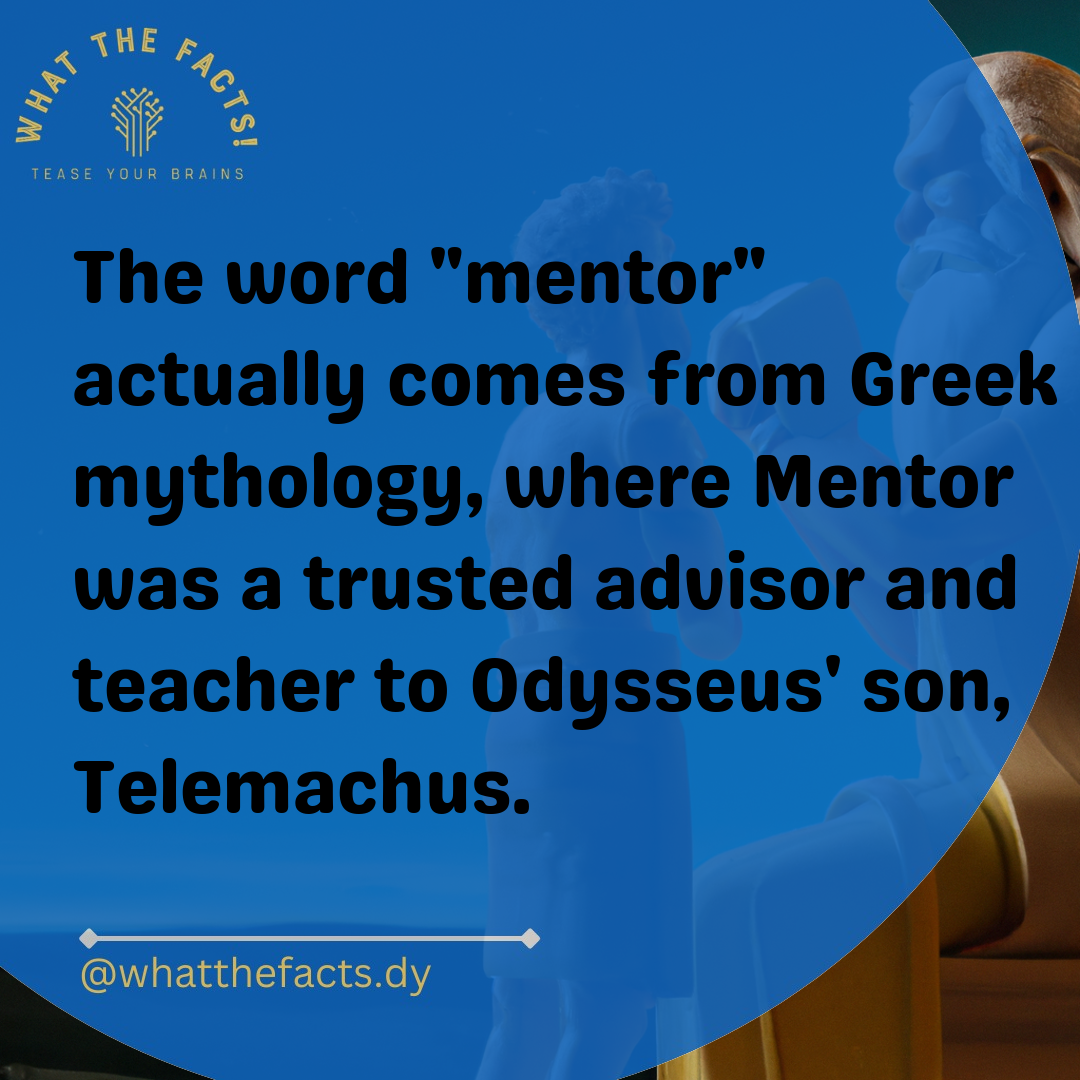 WHAT THE FACTS!
TEASE YOUR BRAINS
The word "mentor"
actually comes from Greek
mythology, where Mentor
was a trusted advisor and
teacher to Odysseus' son,
Telemachus.
@whatthefacts.dy